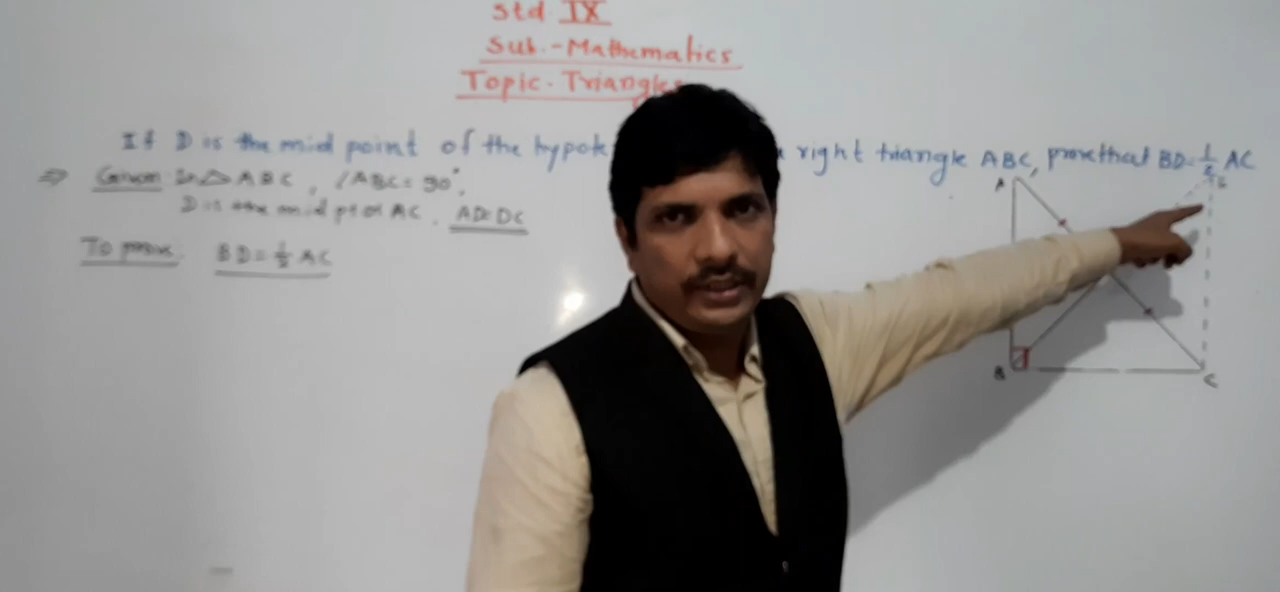 Std IX
Sub.-Mathematics
Topic. Triangles
If D is the mid point of the hypote right triangle ABC, prove that BD=½ AC
⇒ Given In △ABC, ∠ABC=90°,
D is the mid pt of AC. AD=DC
To prove. BD=½ AC
A
B
C